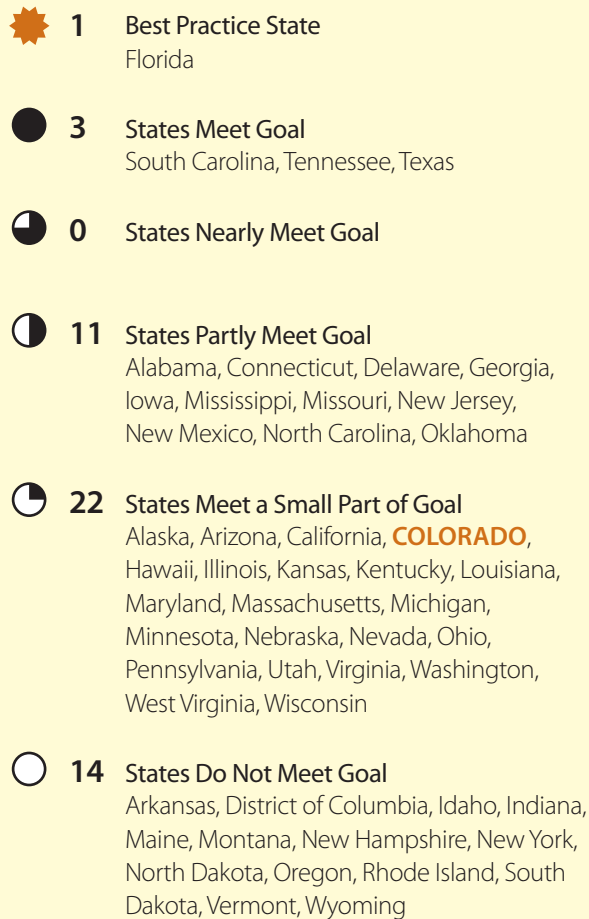 1 Best Practice State
Florida
3 States Meet Goal
South Carolina, Tennessee, Texas
0 States Nearly Meet Goal
11 States Partly Meet Goal
Alabama, Connecticut, Delaware, Georgia,
Iowa, Mississippi, Missouri, New Jersey,
New Mexico, North Carolina, Oklahoma
22 States Meet a Small Part of Goal
Alaska, Arizona, California, COLORADO,
Hawaii, Illinois, Kansas, Kentucky, Louisiana,
Maryland, Massachusetts, Michigan,
Minnesota, Nebraska, Nevada, Ohio,
Pennsylvania, Utah, Virginia, Washington,
West Virginia, Wisconsin
14 States Do Not Meet Goal
Arkansas, District of Columbia, Idaho, Indiana,
Maine, Montana, New Hampshire, New York,
North Dakota, Oregon, Rhode Island, South
Dakota, Vermont, Wyoming